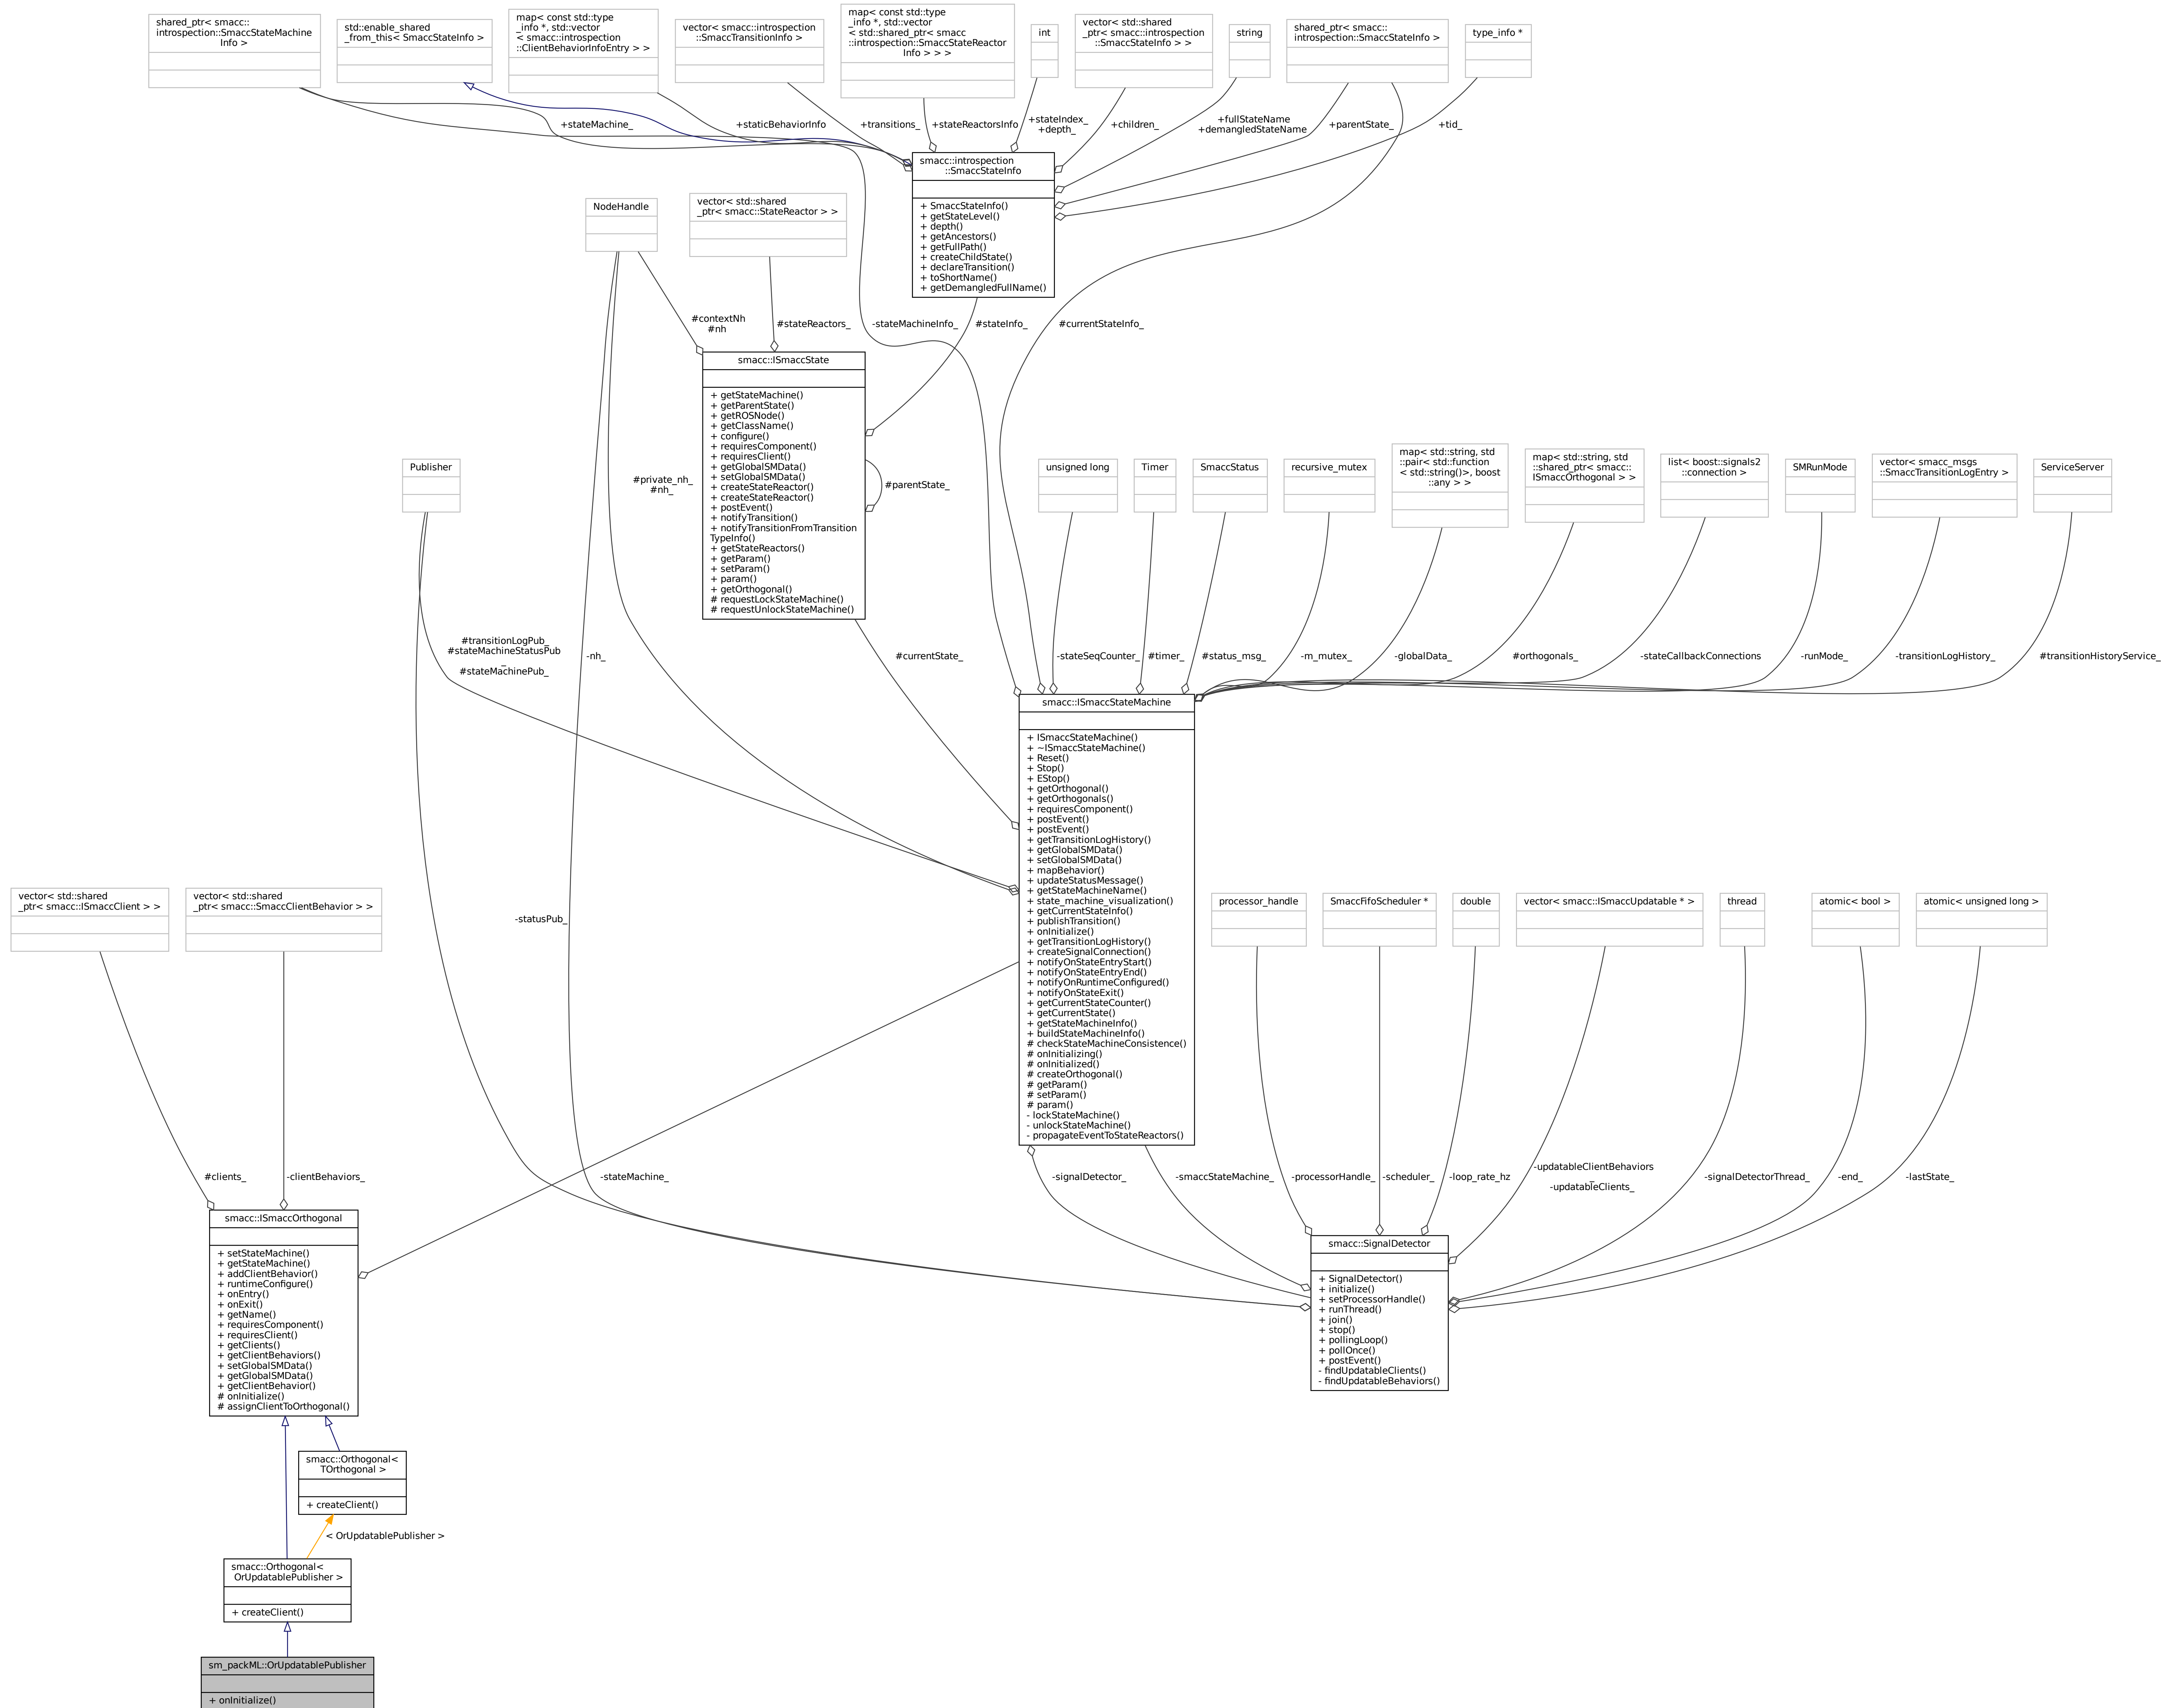 shared_ptr< smacc::
introspection::SmaccStateMachine
Info >
std::enable_shared
_from_this< SmaccStateInfo >
map< const std::type
_info *, std::vector
< smacc::introspection
::ClientBehaviorInfoEntry > >
vector< smacc::introspection
::SmaccTransitionInfo >
map< const std::type
_info *, std::vector
< std::shared_ptr< smacc
::introspection::SmaccStateReactor
Info > > >
int
vector< std::shared
_ptr< smacc::introspection
::SmaccStateInfo > >
string
shared_ptr< smacc::
introspection::SmaccStateInfo >
type_info *
+stateMachine_
+staticBehaviorInfo
+transitions_
+stateReactorsInfo
+stateIndex_
+depth_
+children_
+fullStateName
+demangledStateName
+parentState_
+tid_
smacc::introspection
::SmaccStateInfo
+ SmaccStateInfo()
+ getStateLevel()
+ depth()
+ getAncestors()
+ getFullPath()
+ createChildState()
+ declareTransition()
+ toShortName()
+ getDemangledFullName()
NodeHandle
vector< std::shared
_ptr< smacc::StateReactor > >
#contextNh
#nh
#stateReactors_
-stateMachineInfo_
#stateInfo_
#currentStateInfo_
smacc::ISmaccState
+ getStateMachine()
+ getParentState()
+ getROSNode()
+ getClassName()
+ configure()
+ requiresComponent()
+ requiresClient()
+ getGlobalSMData()
+ setGlobalSMData()
+ createStateReactor()
+ createStateReactor()
+ postEvent()
+ notifyTransition()
+ notifyTransitionFromTransition
TypeInfo()
+ getStateReactors()
+ getParam()
+ setParam()
+ param()
+ getOrthogonal()
# requestLockStateMachine()
# requestUnlockStateMachine()
#parentState_
#private_nh_
#nh_
Publisher
unsigned long
Timer
SmaccStatus
recursive_mutex
map< std::string, std
::pair< std::function
< std::string()>, boost
::any > >
map< std::string, std
::shared_ptr< smacc::
ISmaccOrthogonal > >
list< boost::signals2
::connection >
SMRunMode
vector< smacc_msgs
::SmaccTransitionLogEntry >
ServiceServer
#transitionLogPub_
#stateMachineStatusPub
_
#stateMachinePub_
-nh_
#currentState_
-stateSeqCounter_
#timer_
#status_msg_
-m_mutex_
-globalData_
#orthogonals_
-stateCallbackConnections
-runMode_
-transitionLogHistory_
#transitionHistoryService_
smacc::ISmaccStateMachine
+ ISmaccStateMachine()
+ ~ISmaccStateMachine()
+ Reset()
+ Stop()
+ EStop()
+ getOrthogonal()
+ getOrthogonals()
+ requiresComponent()
+ postEvent()
+ postEvent()
+ getTransitionLogHistory()
+ getGlobalSMData()
+ setGlobalSMData()
+ mapBehavior()
+ updateStatusMessage()
+ getStateMachineName()
+ state_machine_visualization()
+ getCurrentStateInfo()
+ publishTransition()
+ onInitialize()
+ getTransitionLogHistory()
+ createSignalConnection()
+ notifyOnStateEntryStart()
+ notifyOnStateEntryEnd()
+ notifyOnRuntimeConfigured()
+ notifyOnStateExit()
+ getCurrentStateCounter()
+ getCurrentState()
+ getStateMachineInfo()
+ buildStateMachineInfo()
# checkStateMachineConsistence()
# onInitializing()
# onInitialized()
# createOrthogonal()
# getParam()
# setParam()
# param()
- lockStateMachine()
- unlockStateMachine()
- propagateEventToStateReactors()
vector< std::shared
_ptr< smacc::ISmaccClient > >
vector< std::shared
_ptr< smacc::SmaccClientBehavior > >
-statusPub_
processor_handle
SmaccFifoScheduler *
double
vector< smacc::ISmaccUpdatable * >
thread
atomic< bool >
atomic< unsigned long >
#clients_
-clientBehaviors_
-stateMachine_
-signalDetector_
-smaccStateMachine_
-processorHandle_
-scheduler_
-loop_rate_hz
-updatableClientBehaviors
_
-updatableClients_
-signalDetectorThread_
-end_
-lastState_
smacc::ISmaccOrthogonal
+ setStateMachine()
+ getStateMachine()
+ addClientBehavior()
+ runtimeConfigure()
+ onEntry()
+ onExit()
+ getName()
+ requiresComponent()
+ requiresClient()
+ getClients()
+ getClientBehaviors()
+ setGlobalSMData()
+ getGlobalSMData()
+ getClientBehavior()
# onInitialize()
# assignClientToOrthogonal()
smacc::SignalDetector
+ SignalDetector()
+ initialize()
+ setProcessorHandle()
+ runThread()
+ join()
+ stop()
+ pollingLoop()
+ pollOnce()
+ postEvent()
- findUpdatableClients()
- findUpdatableBehaviors()
smacc::Orthogonal<
TOrthogonal >
+ createClient()
< OrUpdatablePublisher >
smacc::Orthogonal<
OrUpdatablePublisher >
+ createClient()
sm_packML::OrUpdatablePublisher
+ onInitialize()